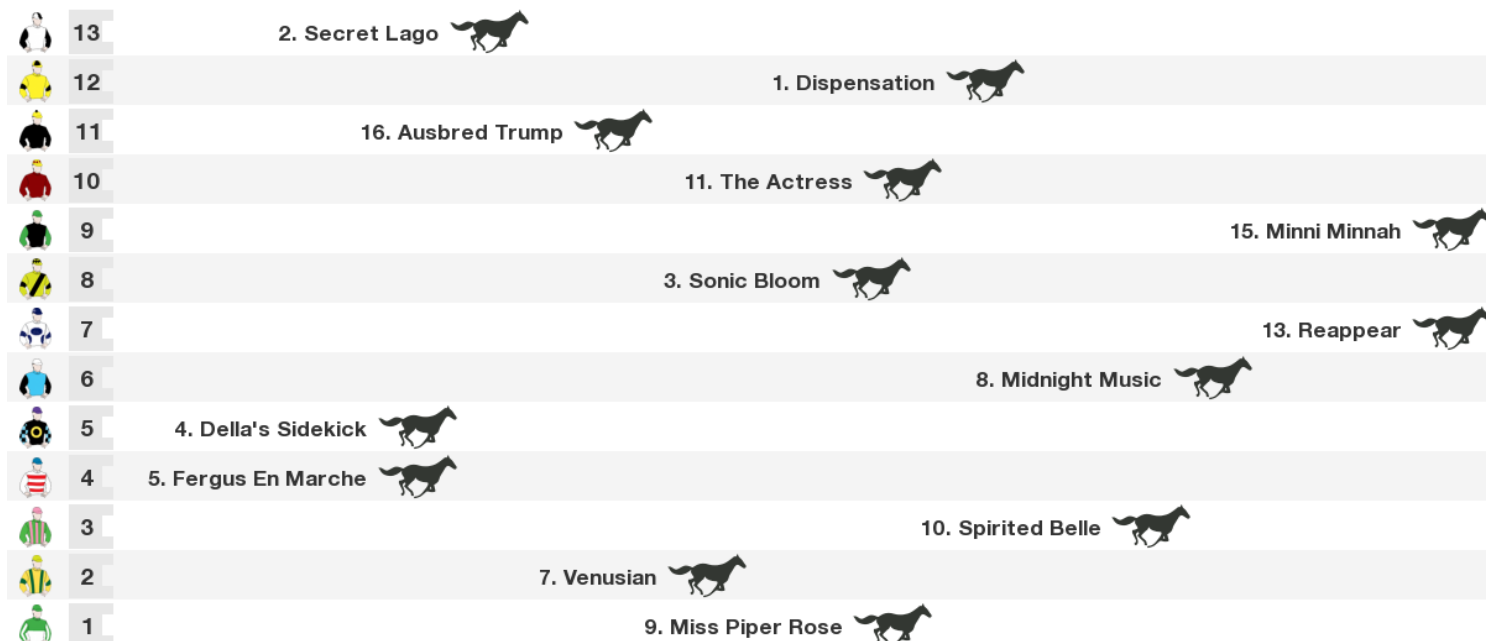 13 2. Secret Lago
12 1. Dispensation
11 16. Ausbred Trump
10 11. The Actress
9 15. Minni Minnah
8 3. Sonic Bloom
7 13. Reappear
6 8. Midnight Music
5 4. Della's Sidekick
4 5. Fergus En Marche
3 10. Spirited Belle
2 7. Venusian
1 9. Miss Piper Rose